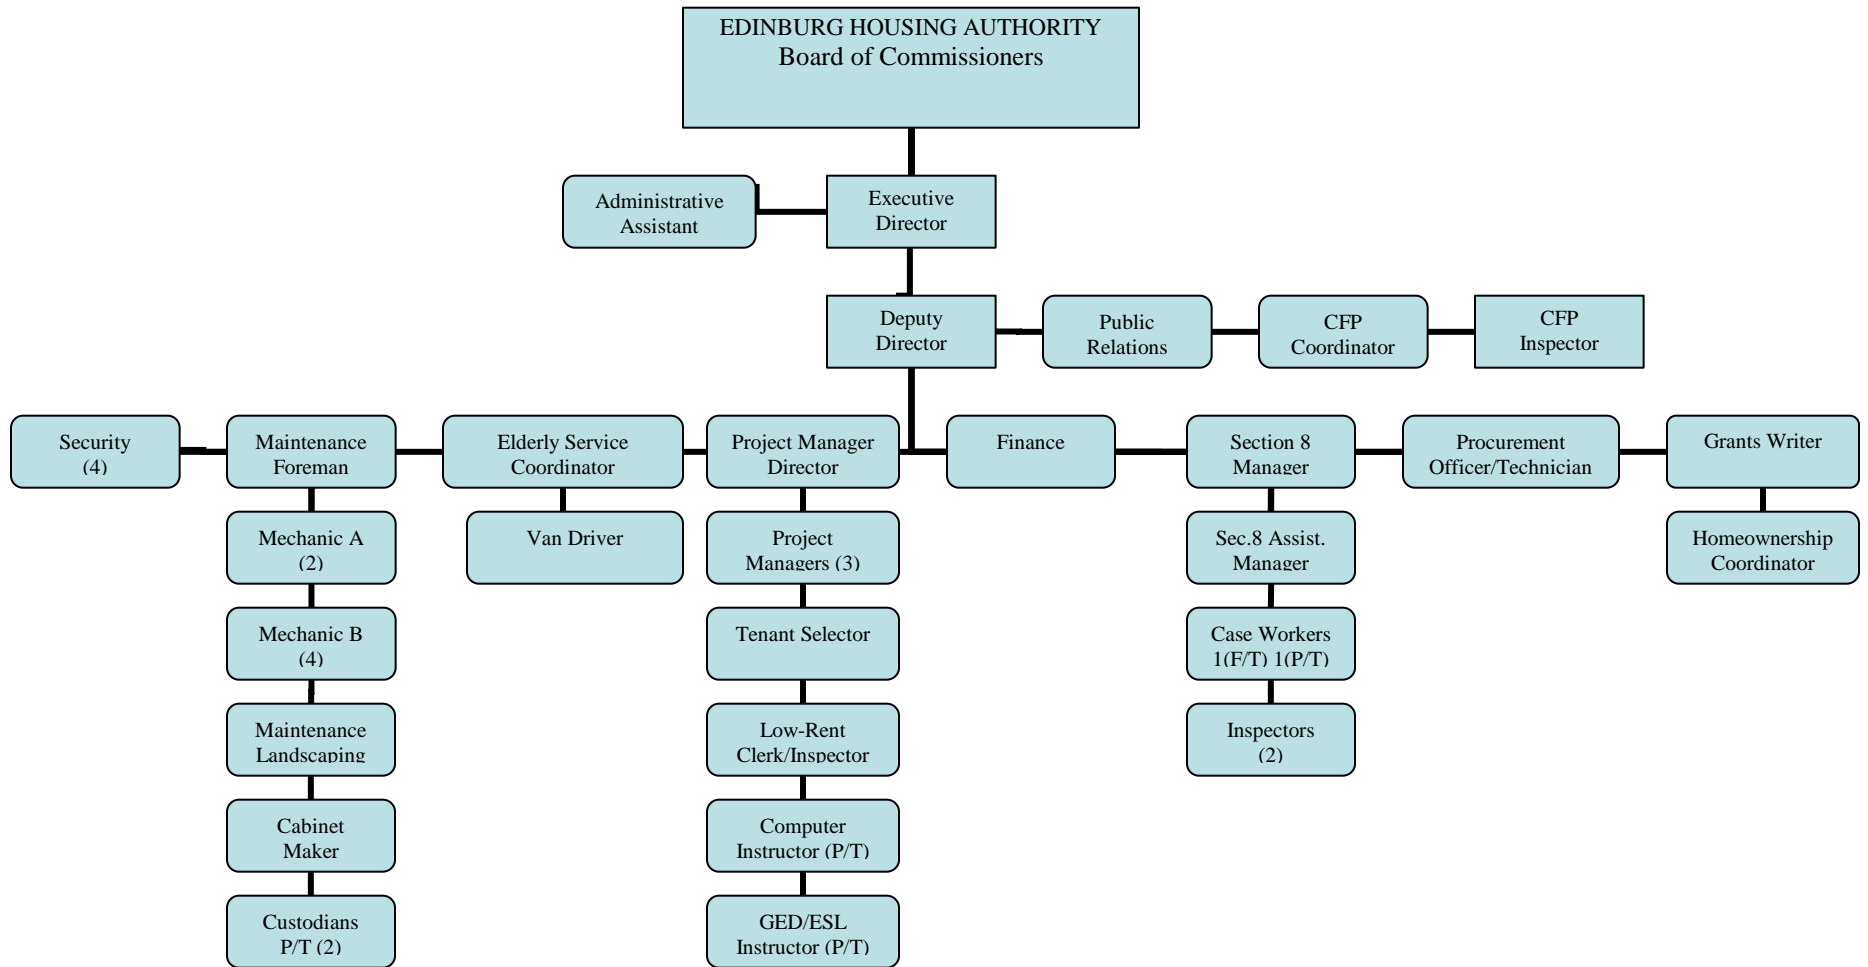 EDINBURG HOUSING AUTHORITY
Board of Commissioners
Administrative
Assistant
Executive
Director
Deputy
Director
Public
Relations
CFP
Coordinator
CFP
Inspector
Security
(4)
Maintenance
Foreman
Elderly Service
Coordinator
Project Manager
Director
Finance
Section 8
Manager
Procurement
Officer/Technician
Grants Writer
Mechanic A
(2)
Van Driver
Project
Managers (3)
Sec.8 Assist.
Manager
Homeownership
Coordinator
Mechanic B
(4)
Tenant Selector
Case Workers
1(F/T) 1(P/T)
Maintenance
Landscaping
Low-Rent
Clerk/Inspector
Inspectors
(2)
Cabinet
Maker
Computer
Instructor (P/T)
Custodians
P/T (2)
GED/ESL
Instructor (P/T)